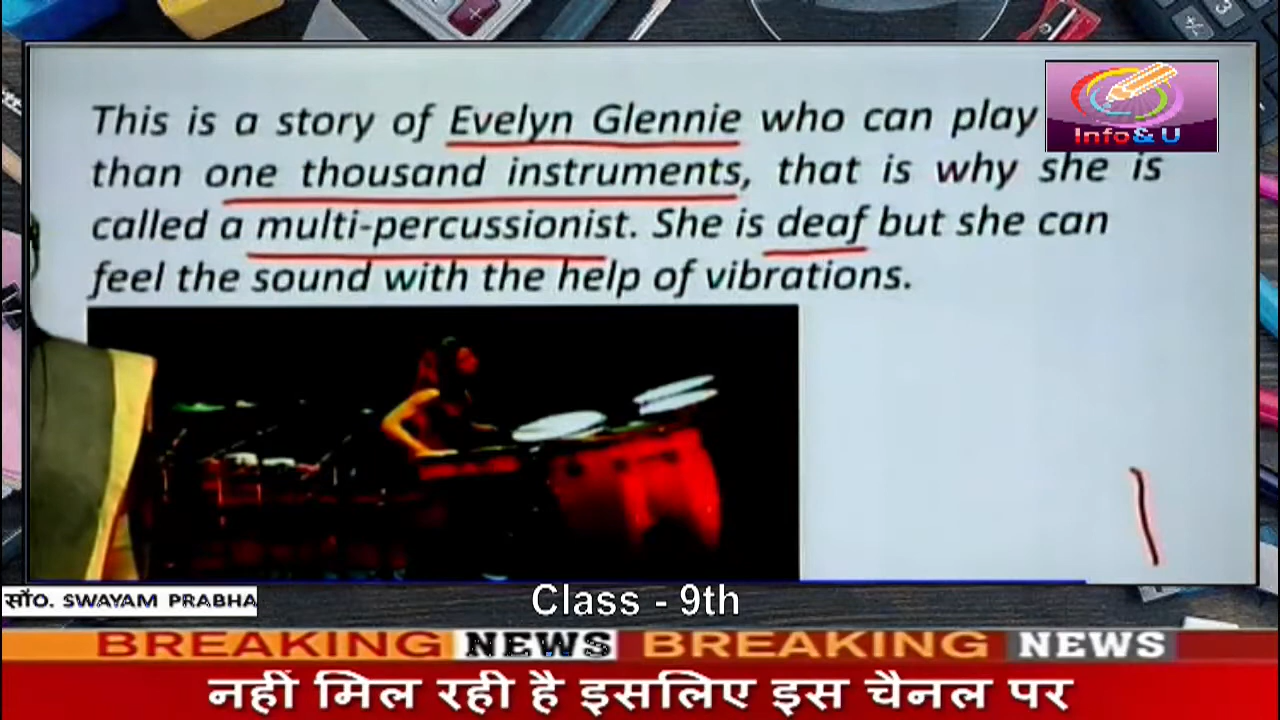 This is a story of Evelyn Glennie who can play
than one thousand instruments, that is why she is
called a multi-percussionist. She is deaf but she can
feel the sound with the help of vibrations.
Info& U
सौंO. SWAYAM PRABHA
Class - 9th
BREAKING NEWS BREAKING NEWS
नहीं मिल रही है इसलिए इस चैनल पर